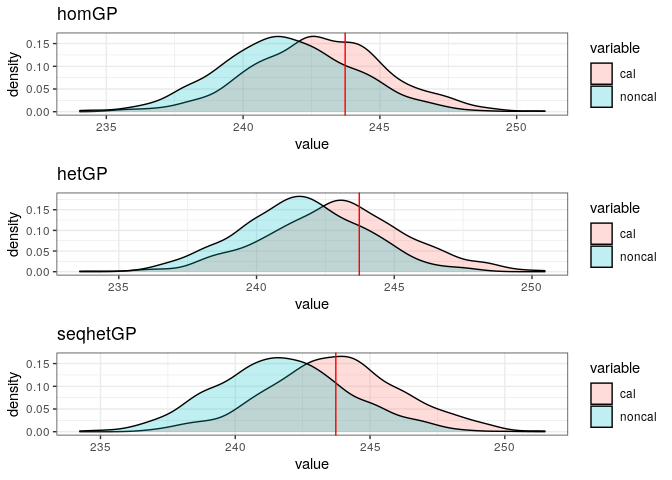 homGP
density
0.15
0.10
0.05
0.00
235 240 245 250
value
variable
cal
noncal
hetGP
density
0.15
0.10
0.05
0.00
235 240 245 250
value
variable
cal
noncal
seqhetGP
density
0.15
0.10
0.05
0.00
235 240 245 250
value
variable
cal
noncal